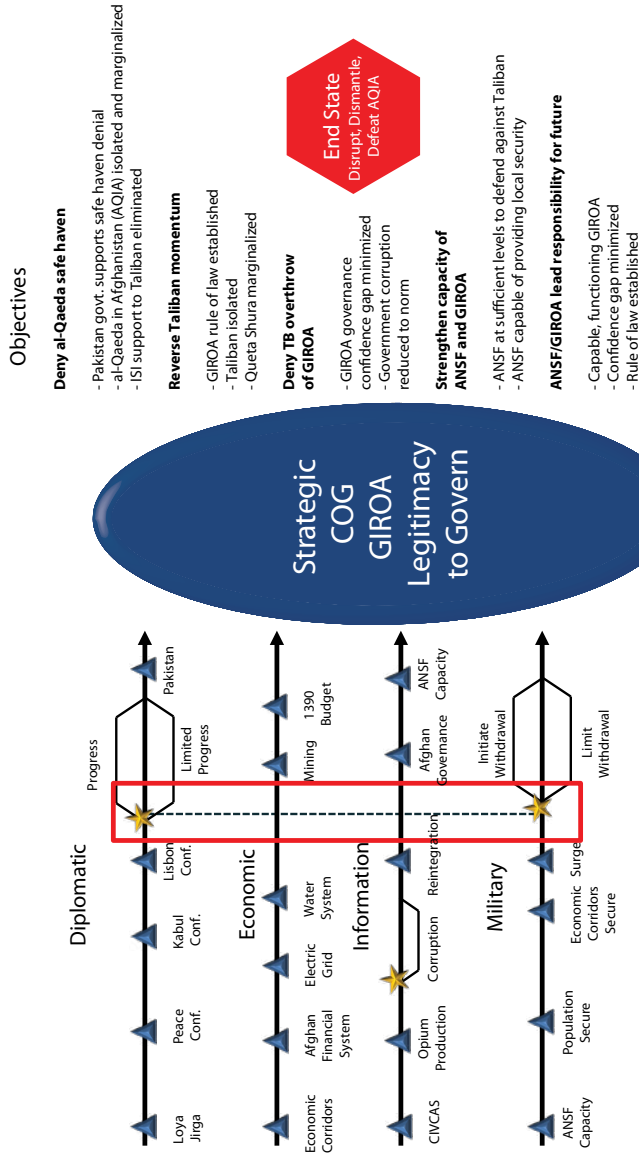 Diplomatic
Loya
Jirga
Peace
Conf.
Kabul
Conf.
Lisbon
Conf.
Progress
Limited
Progress
Pakistan
Economic
Economic
Corridors
Afghan
Financial
System
Electric
Grid
Water
System
Mining
1390
Budget
Information
CIVCAS
Opium
Production
Corruption
Reintegration
Afghan
Governance
ANSF
Capacity
Military
ANSF
Capacity
Population
Secure
Economic
Corridors
Secure
Surge
Initiate
Withdrawal
Limit
Withdrawal
Strategic
COG
GIROA
Legitimacy
to Govern
Objectives
Deny al-Qaeda safe haven
- Pakistan govt. supports safe haven denial
- al-Qaeda in Afghanistan (AQIA) isolated and marginalized
- ISI support to Taliban eliminated
Reverse Taliban momentum
- GIROA rule of law established
- Taliban isolated
- Queta Shura marginalized
Deny TB overthrow
of GIROA
- GIROA governance
confidence gap minimized
- Government corruption
reduced to norm
Strengthen capacity of
ANSF and GIROA
- ANSF at sufficient levels to defend against Taliban
- ANSF capable of providing local security
ANSF/GIROA lead responsibility for future
- Capable, functioning GIROA
- Confidence gap minimized
- Rule of law established
End State
Disrupt, Dismantle,
Defeat AQIA